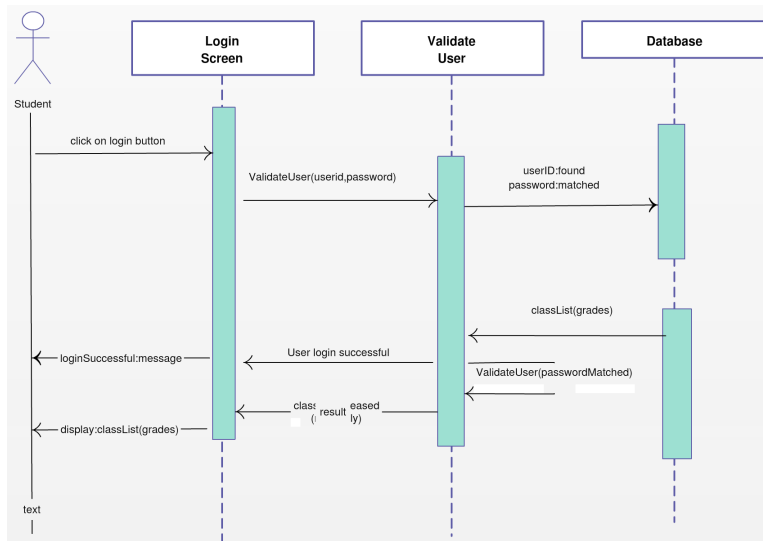 Login
Screen
Validate
User
Database
Student
click on login button
ValidateUser(userid,password)
userID:found
password:matched
classList(grades)
User login successful
loginSuccessful:message
ValidateUser(passwordMatched)
result
display:classList(grades)
text